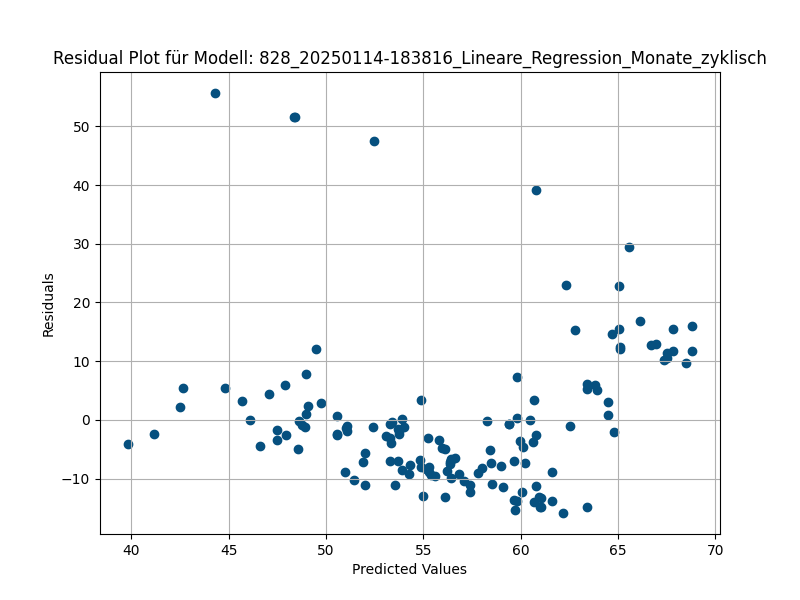 Residual Plot für Modell: 828_20250114-183816_Lineare_Regression_Monate_zyklisch
50
40
30
20
10
0
−10
Residuals
40 45 50 55 60 65 70
Predicted Values